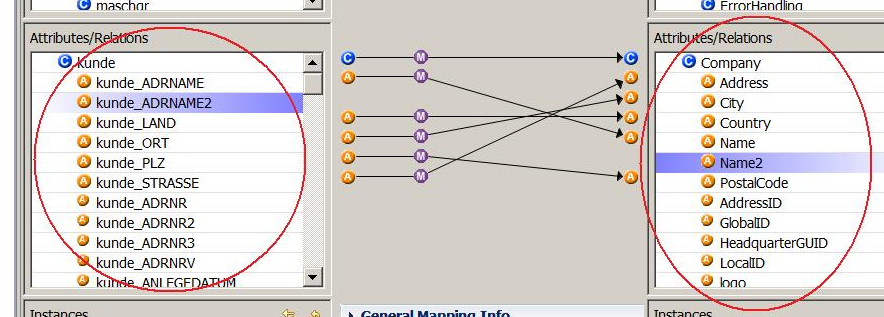 maschgr
ErrorHandling
Attributes/Relations
Attributes/Relations
C kunde
A kunde_ADRNAME
A kunde_ADRNAME2
A kunde_LAND
A kunde_ORT
A kunde_PLZ
A kunde_STRASSE
A kunde_ADRNR
A kunde_ADRNR2
A kunde_ADRNR3
A kunde_ADRNRV
kunde_ANLEGEDATUM
C M C
A M A
A
A M A
A M A
A M
A M A
C Company
A Address
A City
A Country
A Name
A Name2
A PostalCode
A AddressID
A GlobalID
A HeadquarterGUID
A LocalID
A logo
Instances
General Mapping Info
Instances